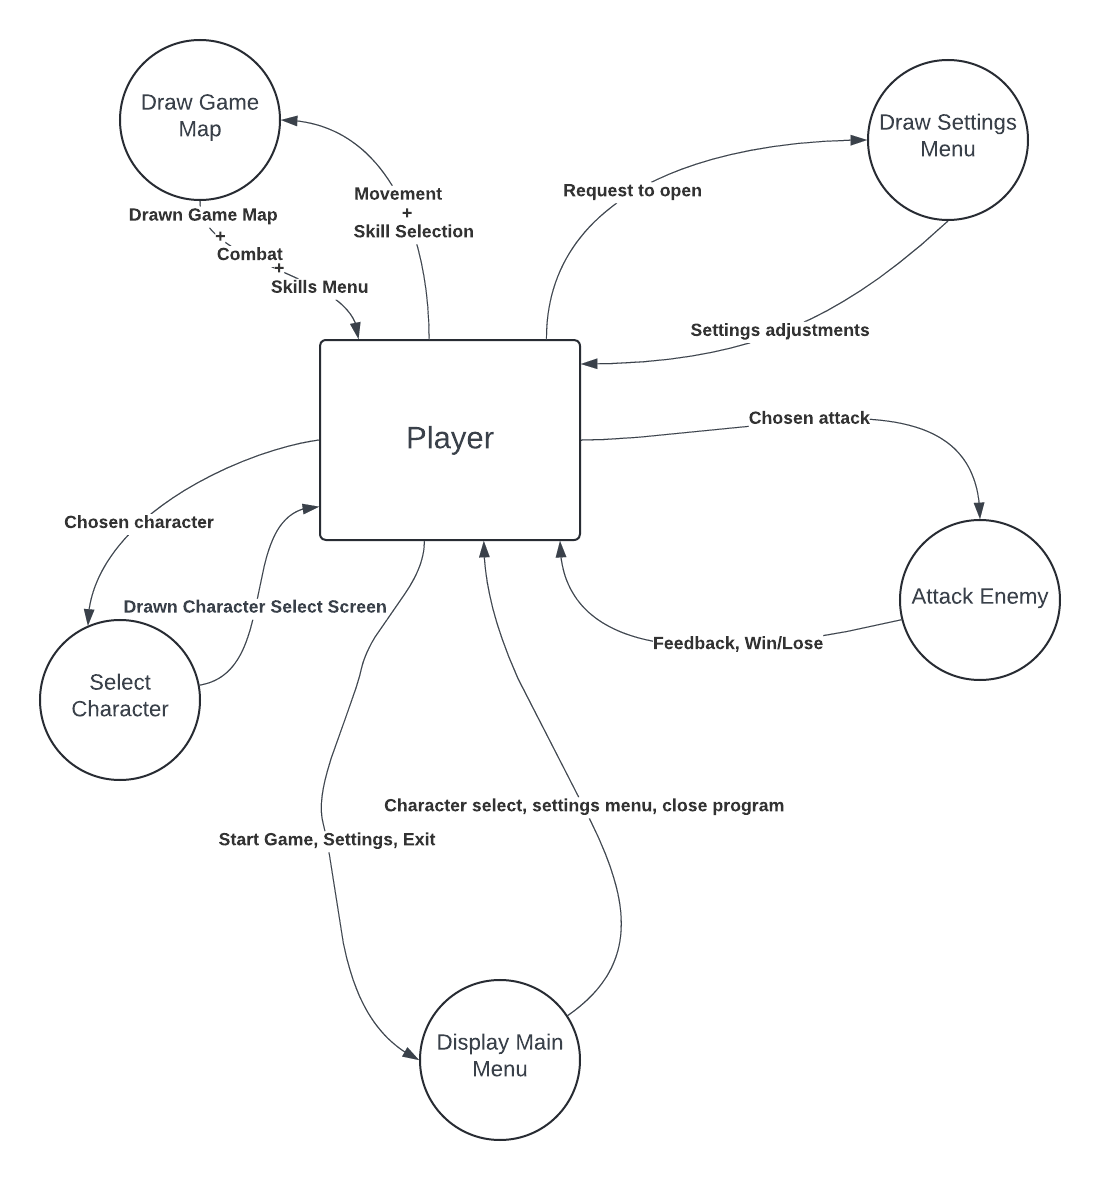 Draw Game
Map
Draw Settings
Menu
Movement
+
Skill Selection
Request to open
Drawn Game Map
+
Combat
+
Skills Menu
Settings adjustments
Player
Chosen attack
Chosen character
Drawn Character Select Screen
Attack Enemy
Feedback, Win/Lose
Select
Character
Character select, settings menu, close program
Start Game, Settings, Exit
Display Main
Menu